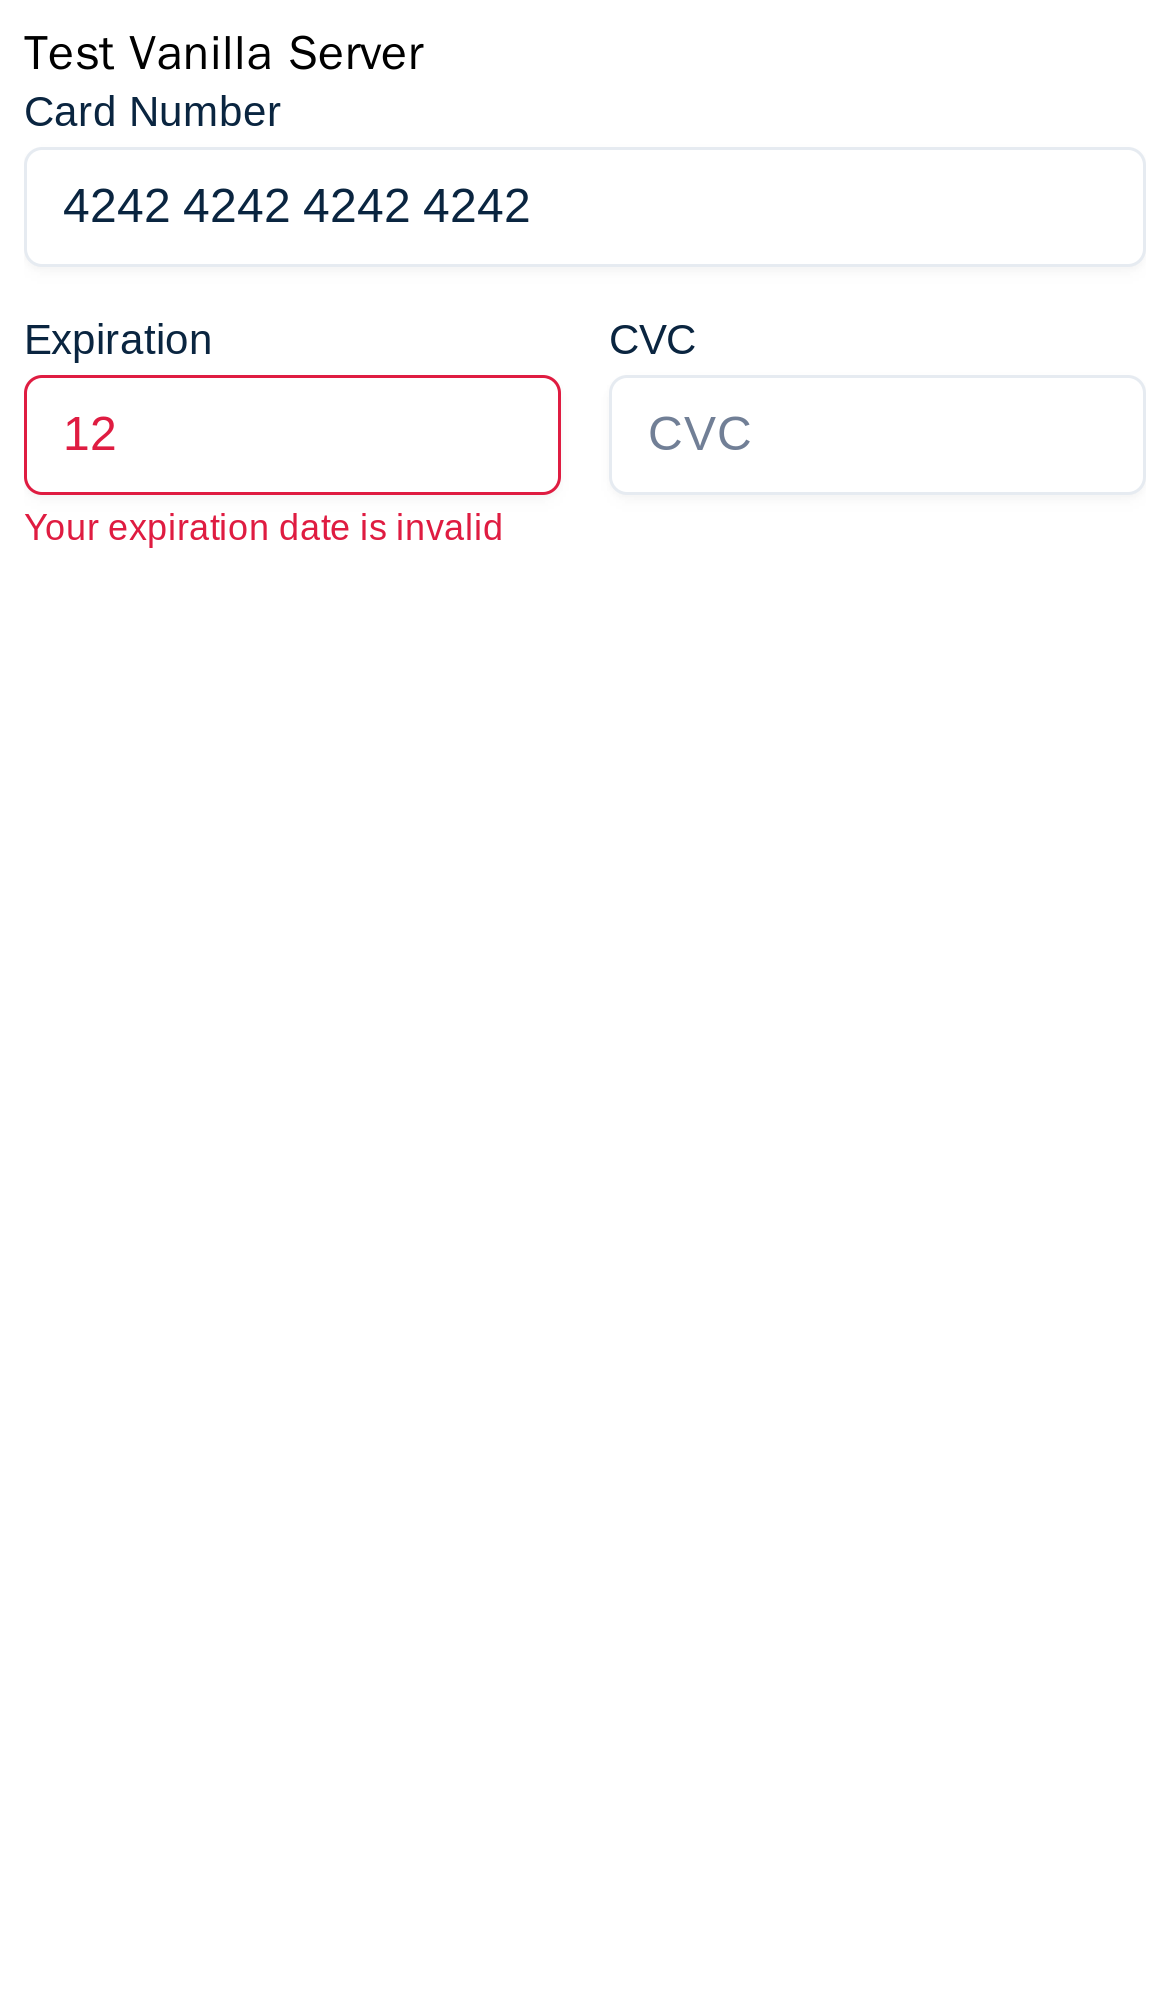 Test Vanilla Server
Card Number
4242 4242 4242 4242
Expiration
CVC
12
CVC
Your expiration date is invalid